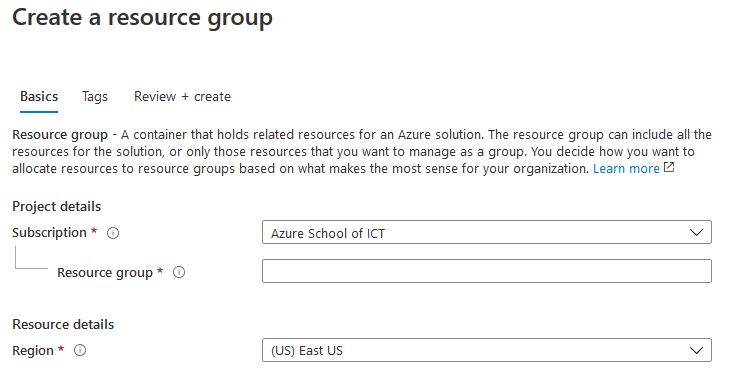 Create a resource group
Basics Tags Review + create
Resource group - A container that holds related resources for an Azure solution. The resource group can include all the
resources for the solution, or only those resources that you want to manage as a group. You decide how you want to
allocate resources to resource groups based on what makes the most sense for your organization. Learn more
Project details
Subscription * Azure School of ICT
Resource group *
Resource details
Region * (US) East US